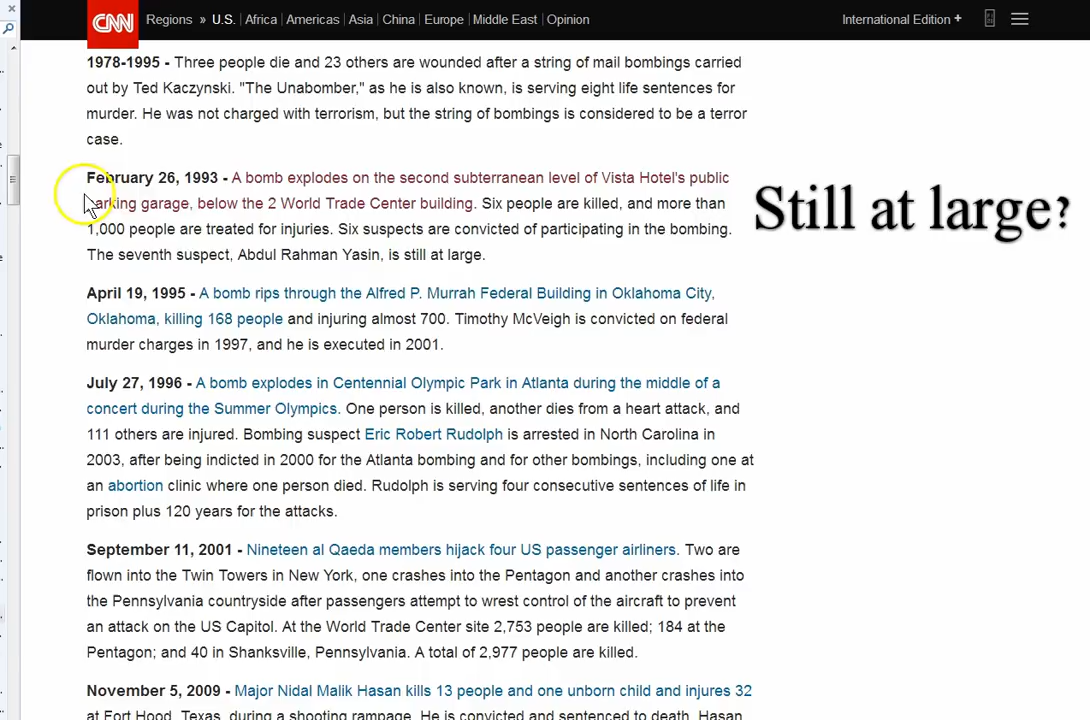 CNN Regions » U.S. Africa Americas Asia China Europe Middle East Opinion International Edition +
1978-1995 - Three people die and 23 others are wounded after a string of mail bombings carried
out by Ted Kaczynski. "The Unabomber," as he is also known, is serving eight life sentences for
murder. He was not charged with terrorism, but the string of bombings is considered to be a terror
case.
February 26, 1993 - A bomb explodes on the second subterranean level of Vista Hotel's public
parking garage, below the 2 World Trade Center building. Six people are killed, and more than
1,000 people are treated for injuries. Six suspects are convicted of participating in the bombing.
The seventh suspect, Abdul Rahman Yasin, is still at large.
Still at large?
April 19, 1995 - A bomb rips through the Alfred P. Murrah Federal Building in Oklahoma City,
Oklahoma, killing 168 people and injuring almost 700. Timothy McVeigh is convicted on federal
murder charges in 1997, and he is executed in 2001.
July 27, 1996 - A bomb explodes in Centennial Olympic Park in Atlanta during the middle of a
concert during the Summer Olympics. One person is killed, another dies from a heart attack, and
111 others are injured. Bombing suspect Eric Robert Rudolph is arrested in North Carolina in
2003, after being indicted in 2000 for the Atlanta bombing and for other bombings, including one at
an abortion clinic where one person died. Rudolph is serving four consecutive sentences of life in
prison plus 120 years for the attacks.
September 11, 2001 - Nineteen al Qaeda members hijack four US passenger airliners. Two are
flown into the Twin Towers in New York, one crashes into the Pentagon and another crashes into
the Pennsylvania countryside after passengers attempt to wrest control of the aircraft to prevent
an attack on the US Capitol. At the World Trade Center site 2,753 people are killed; 184 at the
Pentagon; and 40 in Shanksville, Pennsylvania. A total of 2,977 people are killed.
November 5, 2009 - Major Nidal Malik Hasan kills 13 people and one unborn child and injures 32
at Fort Hood, Texas, during a shooting rampage. He is convicted and sentenced to death. Hasan